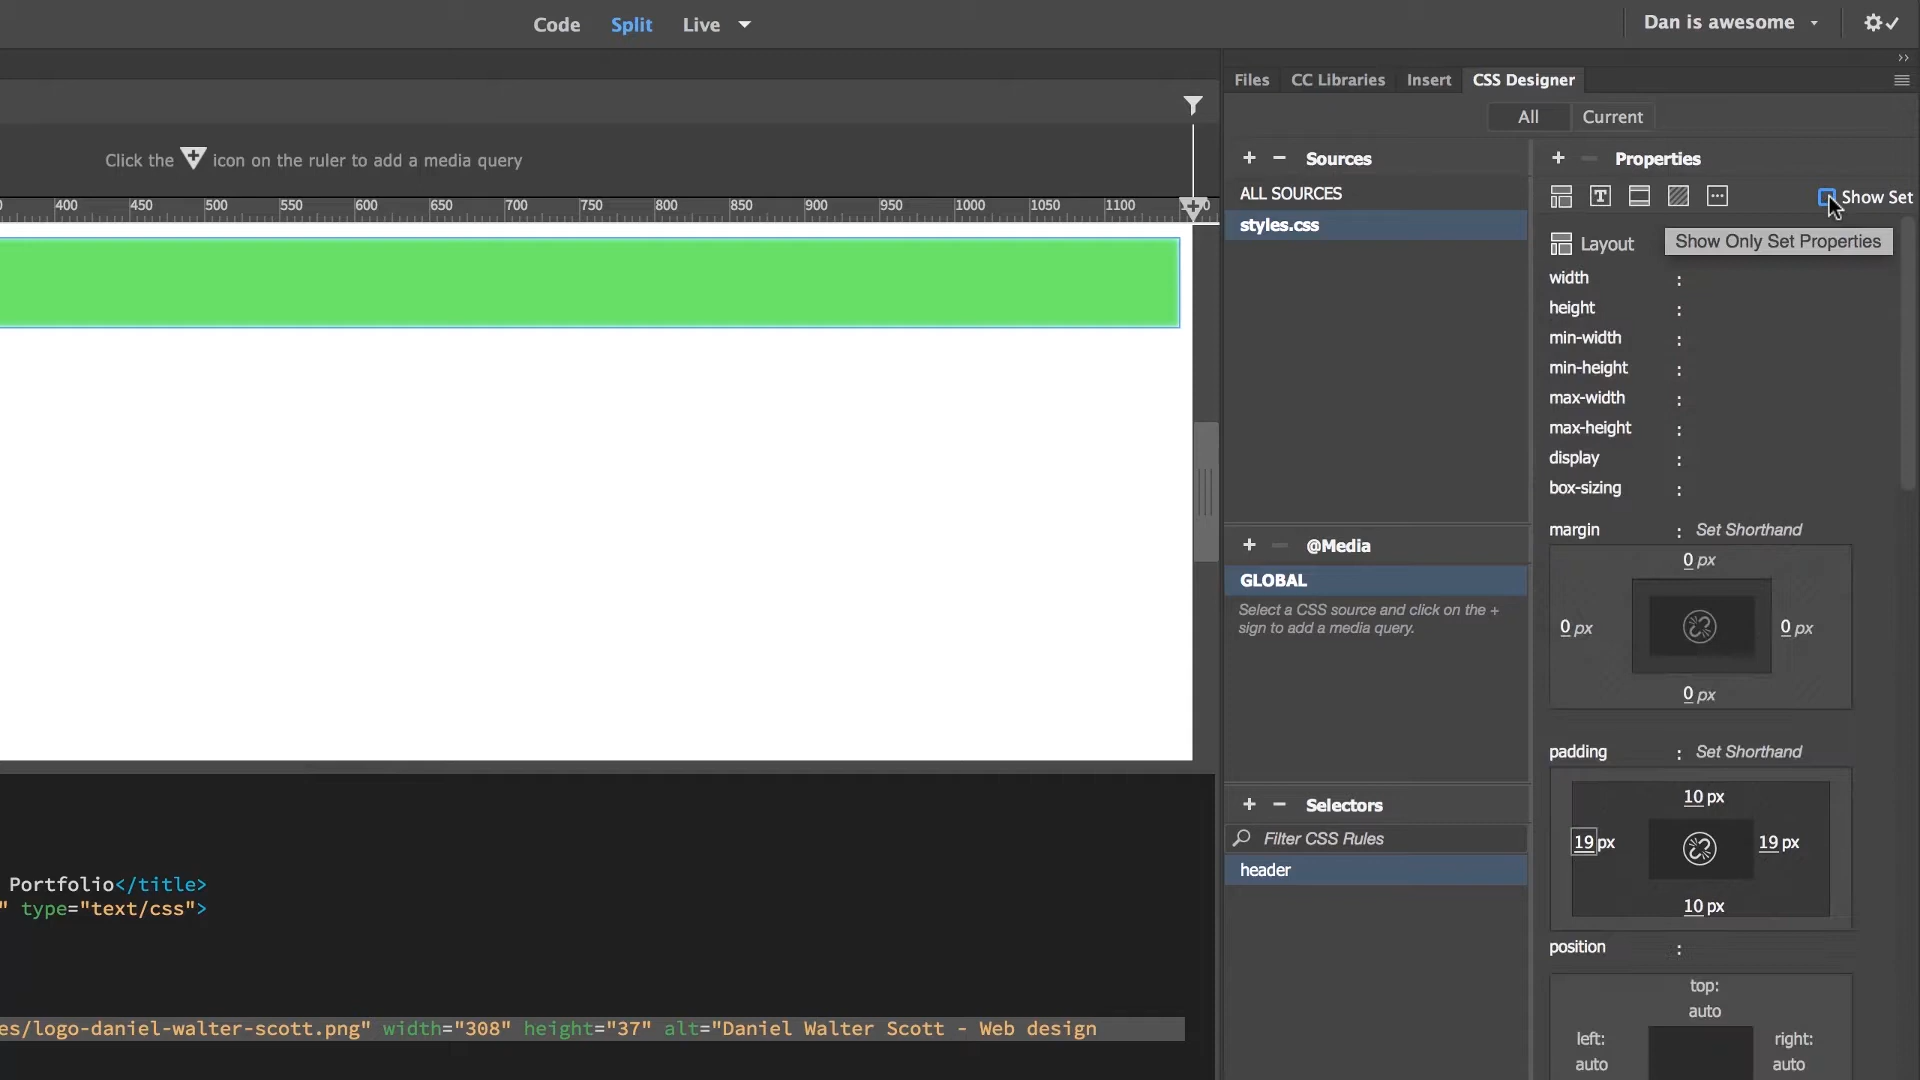 Code Split Live
Dan is awesome
Files CC Libraries Insert CSS Designer
All Current
Click the icon on the ruler to add a media query
400 450 500 550 600 650 700 750 800 850 900 950 1000 1050 1100
+ − Sources
ALL SOURCES
styles.css
+ − Properties
T
Show Set
Layout
Show Only Set Properties
width :
height :
min-width :
min-height :
max-width :
max-height :
display :
box-sizing :
margin : Set Shorthand
0 px
0 px 0 px
0 px
padding : Set Shorthand
10 px
19 px 19 px
10 px
position :
top:
auto
left: right:
auto auto
+ − @Media
GLOBAL
Select a CSS source and click on the +
sign to add a media query.
+ − Selectors
Filter CSS Rules
header
Portfolio</title>
" type="text/css">
es/logo-daniel-walter-scott.png" width="308" height="37" alt="Daniel Walter Scott - Web design